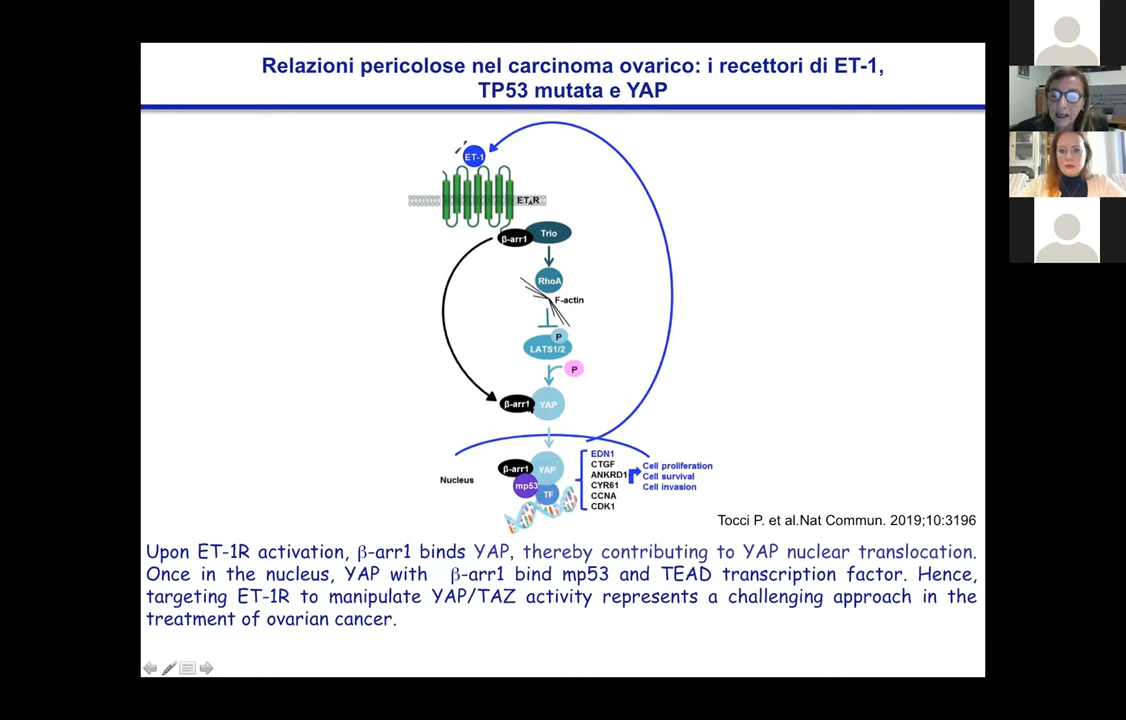 Relazioni pericolose nel carcinoma ovarico: i recettori di ET-1,
TP53 mutata e YAP
ET-1
ETAR
β-arr1
Trio
RhoA
F-actin
P
LATS1/2
P
β-arr1
YAP
Nucleus
β-arr1
YAP
mp53
TF
EDN1
CTGF
ANKRD1
CYR61
CCNA
CDK1
Cell proliferation
Cell survival
Cell invasion
Tocci P. et al.Nat Commun. 2019;10:3196
Upon ET-1R activation, β-arr1 binds YAP, thereby contributing to YAP nuclear translocation.
Once in the nucleus, YAP with β-arr1 bind mp53 and TEAD transcription factor. Hence,
targeting ET-1R to manipulate YAP/TAZ activity represents a challenging approach in the
treatment of ovarian cancer.